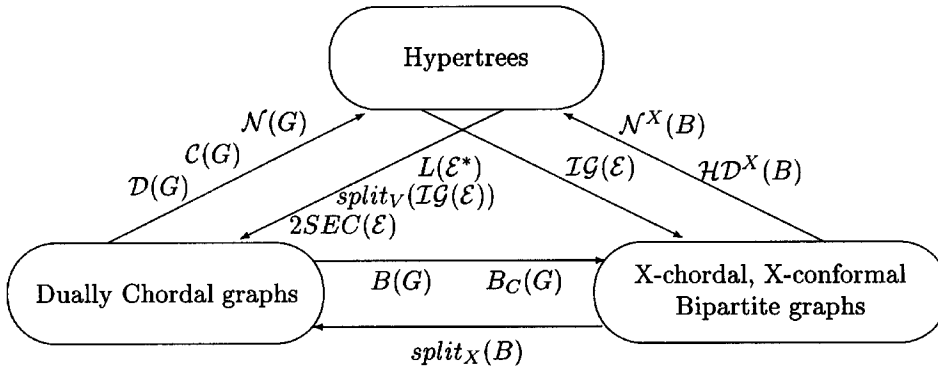 Hypertrees
𝒩(G)
𝒞(G)
𝒟(G)
L(ℰ*)
split_V(ℐ𝒢(ℰ))
2SEC(ℰ)
ℐ𝒢(ℰ)
𝒩^X(B)
ℋ𝒟^X(B)
Dually Chordal graphs
B(G) B_C(G)
X-chordal, X-conformal
Bipartite graphs
split_X(B)